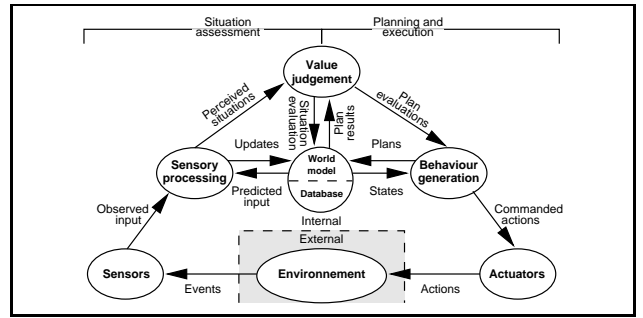 Situation
assessment
Planning and
execution
Value
judgement
Perceived
situations
Situation
evaluation
Plan
results
Plan
evaluations
Updates
Plans
Sensory
processing
World
model
Database
Behaviour
generation
Predicted
input
States
Internal
External
Observed
input
Commanded
actions
Sensors
Environnement
Actuators
Events
Actions